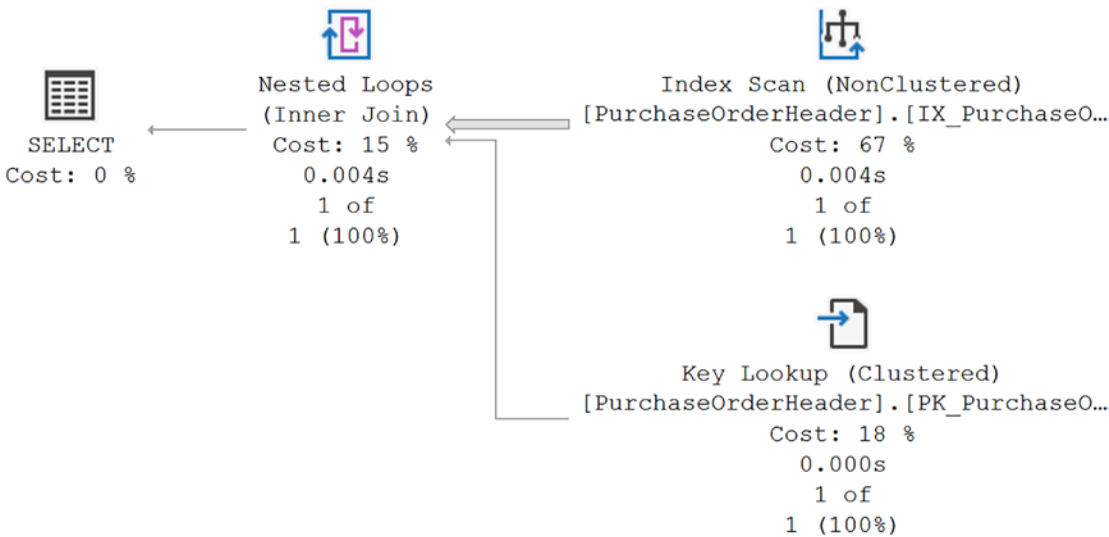 SELECT
Cost: 0 %
Nested Loops
(Inner Join)
Cost: 15 %
0.004s
1 of
1 (100%)
Index Scan (NonClustered)
[PurchaseOrderHeader].[IX_PurchaseO…
Cost: 67 %
0.004s
1 of
1 (100%)
Key Lookup (Clustered)
[PurchaseOrderHeader].[PK_PurchaseO…
Cost: 18 %
0.000s
1 of
1 (100%)